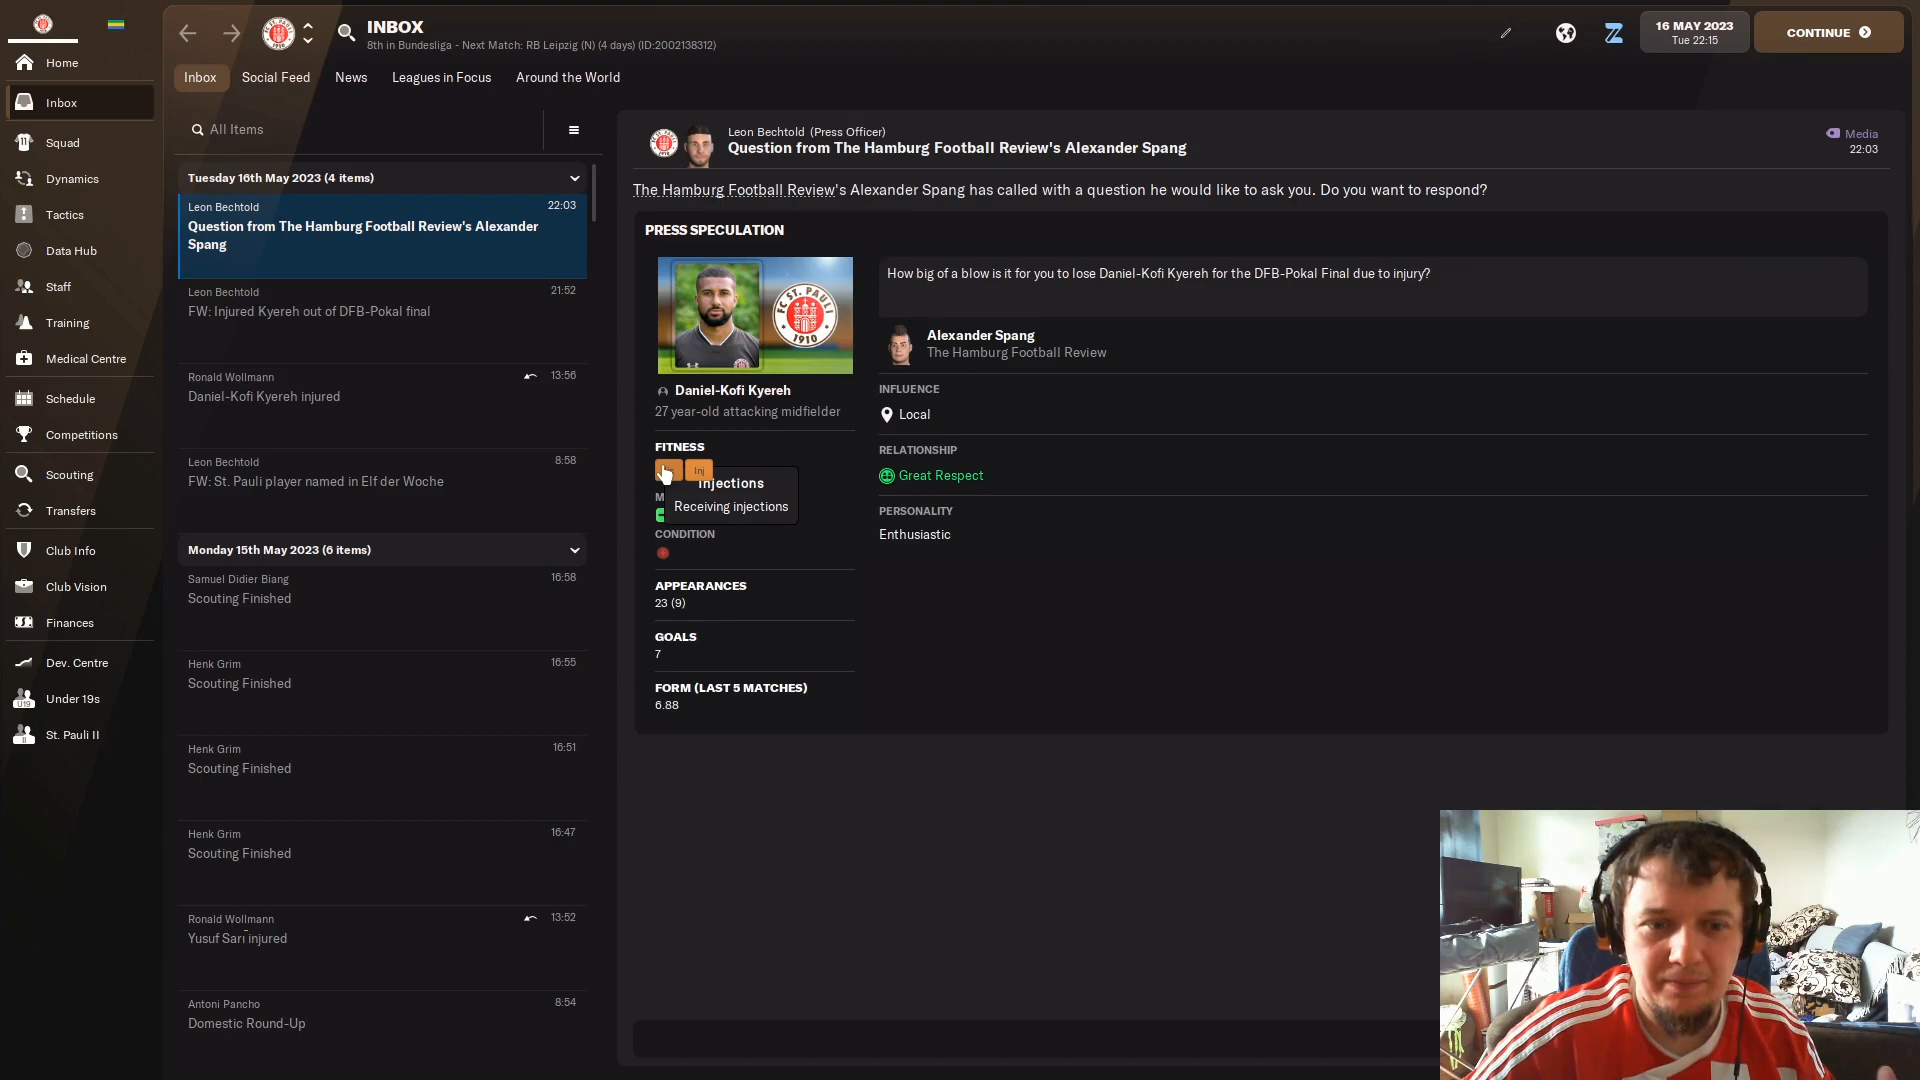 INBOX
8th in Bundesliga - Next Match: RB Leipzig (N) (4 days) (ID:2002138312)
16 MAY 2023
Tue 22:15
CONTINUE
Inbox
Social Feed
News
Leagues in Focus
Around the World
Home
Inbox
Squad
Dynamics
Tactics
Data Hub
Staff
Training
Medical Centre
Schedule
Competitions
Scouting
Transfers
Club Info
Club Vision
Finances
Dev. Centre
Under 19s
St. Pauli II
All Items
Tuesday 16th May 2023 (4 items)
Leon Bechtold 22:03
Question from The Hamburg Football Review's Alexander
Spang
Leon Bechtold 21:52
FW: Injured Kyereh out of DFB-Pokal final
Ronald Wollmann 13:56
Daniel-Kofi Kyereh injured
Leon Bechtold 8:58
FW: St. Pauli player named in Elf der Woche
Monday 15th May 2023 (6 items)
Samuel Didier Biang 16:58
Scouting Finished
Henk Grim 16:55
Scouting Finished
Henk Grim 16:51
Scouting Finished
Henk Grim 16:47
Scouting Finished
Ronald Wollmann 13:52
Yusuf Sari injured
Antoni Pancho 8:54
Domestic Round-Up
Leon Bechtold (Press Officer)
Question from The Hamburg Football Review's Alexander Spang
Media
22:03
The Hamburg Football Review's Alexander Spang has called with a question he would like to ask you. Do you want to respond?
PRESS SPECULATION
FC ST. PAULI
1910
Daniel-Kofi Kyereh
27 year-old attacking midfielder
FITNESS
Inj
Injections
Receiving injections
CONDITION
APPEARANCES
23 (9)
GOALS
7
FORM (LAST 5 MATCHES)
6.88
How big of a blow is it for you to lose Daniel-Kofi Kyereh for the DFB-Pokal Final due to injury?
Alexander Spang
The Hamburg Football Review
INFLUENCE
Local
RELATIONSHIP
Great Respect
PERSONALITY
Enthusiastic